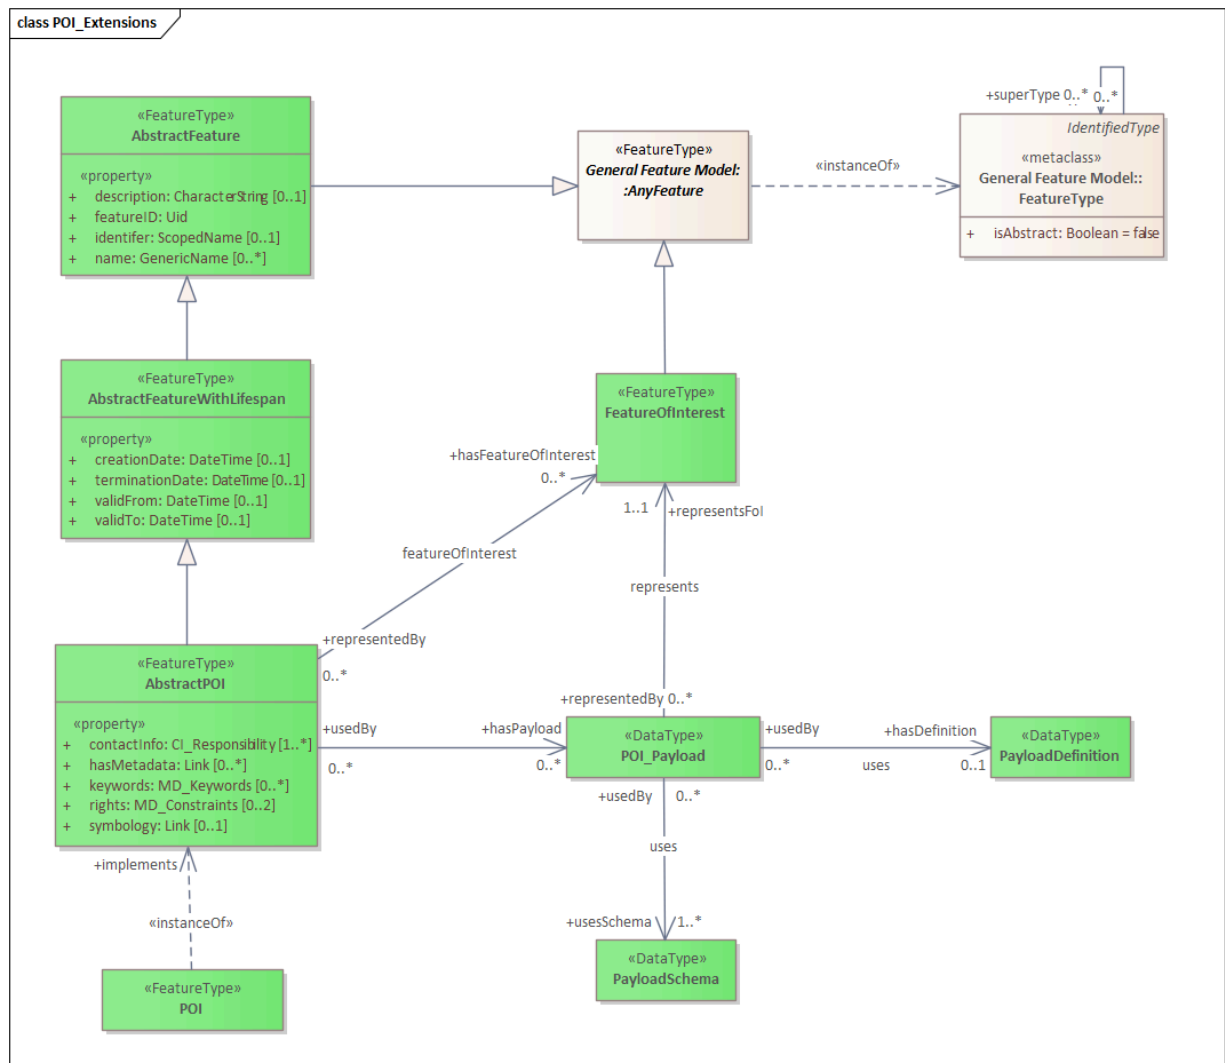 class POI_Extensions
«FeatureType»
AbstractFeature
«property»
+ description: CharacterString [0..1]
+ featureID: Uid
+ identifer: ScopedName [0..1]
+ name: GenericName [0..*]
«FeatureType»
General Feature Model:
:AnyFeature
«instanceOf»
+superType 0..* 0..*
IdentifiedType
«metaclass»
General Feature Model::
FeatureType
+ isAbstract: Boolean = false
«FeatureType»
AbstractFeatureWithLifespan
«property»
+ creationDate: DateTime [0..1]
+ terminationDate: DateTime [0..1]
+ validFrom: DateTime [0..1]
+ validTo: DateTime [0..1]
«FeatureType»
FeatureOfInterest
+hasFeatureOfInterest
0..*
1..1 +representsFoI
featureOfInterest
represents
+representedBy
0..*
«FeatureType»
AbstractPOI
«property»
+ contactInfo: CI_Responsibility [1..*]
+ hasMetadata: Link [0..*]
+ keywords: MD_Keywords [0..*]
+ rights: MD_Constraints [0..2]
+ symbology: Link [0..1]
+usedBy
0..*
+hasPayload
0..*
+representedBy 0..*
«DataType»
POI_Payload
+usedBy
0..*
uses
+hasDefinition
0..1
«DataType»
PayloadDefinition
+usedBy 0..*
uses
+usesSchema 1..*
«DataType»
PayloadSchema
+implements
«instanceOf»
«FeatureType»
POI